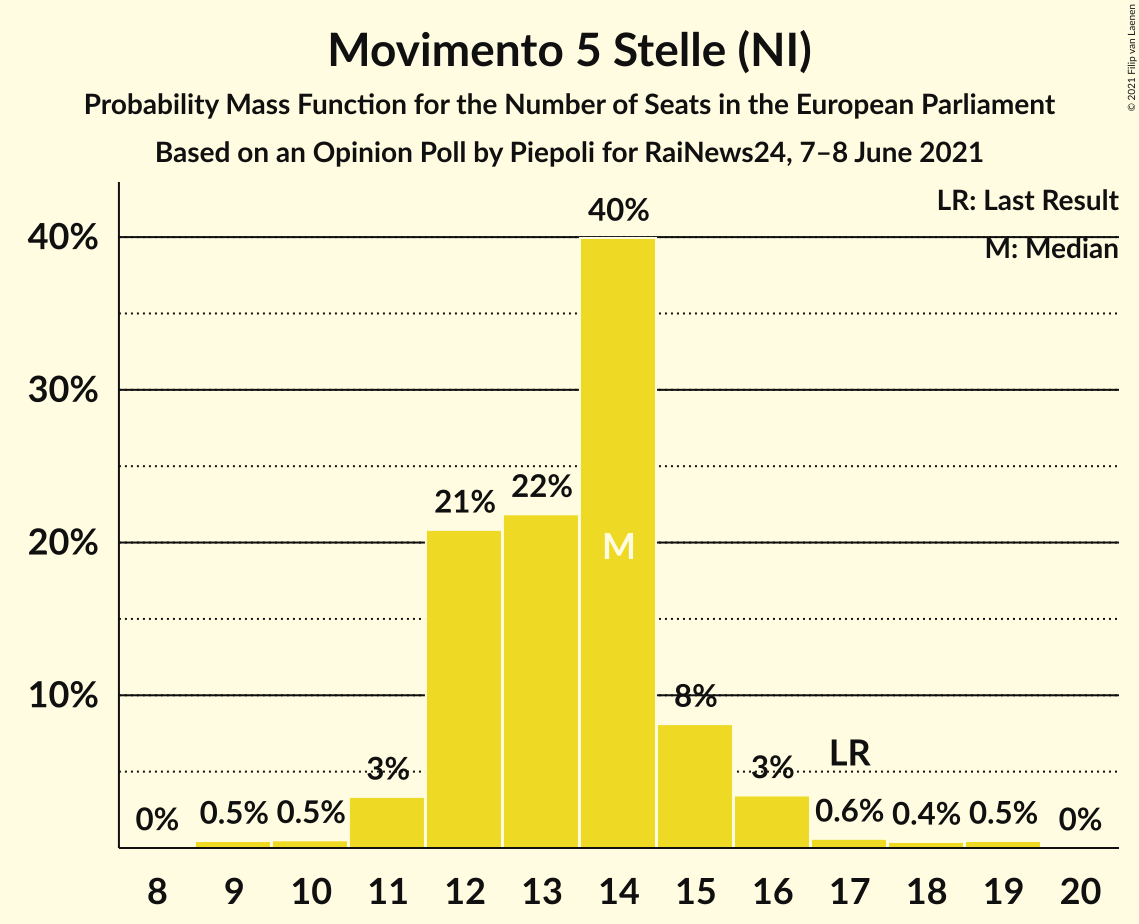 Movimento 5 Stelle (NI)
Probability Mass Function for the Number of Seats in the European Parliament
Based on an Opinion Poll by Piepoli for RaiNews24, 7–8 June 2021
© 2021 Filip van Laenen
LR: Last Result
M: Median
40%
30%
20%
10%
0%
0.5%
0.5%
3%
21%
22%
40%
M
8%
3%
LR
0.6%
0.4%
0.5%
0%
8 9 10 11 12 13 14 15 16 17 18 19 20